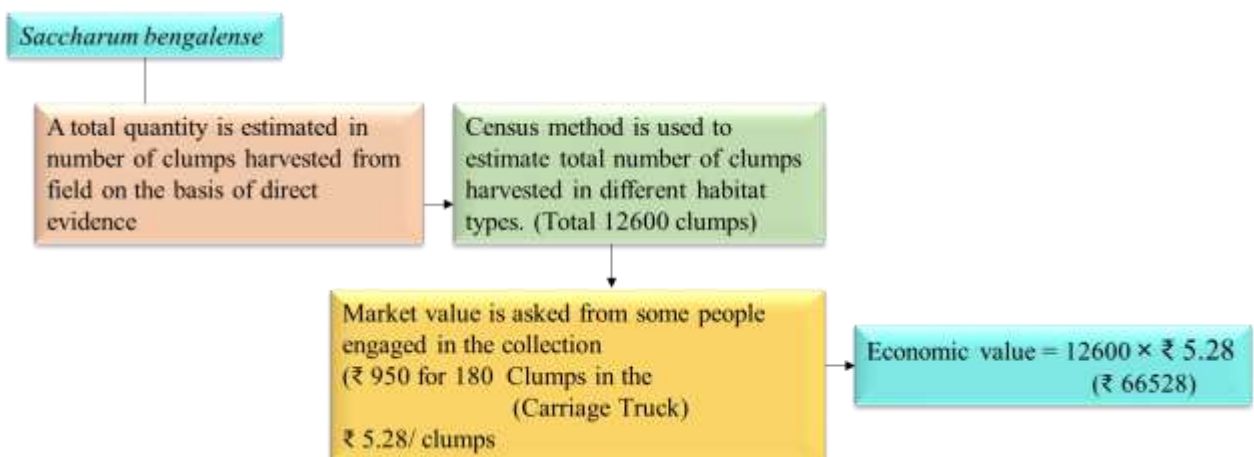 Saccharum bengalense
A total quantity is estimated in
number of clumps harvested from
field on the basis of direct
evidence
Census method is used to
estimate total number of clumps
harvested in different habitat
types. (Total 12600 clumps)
Market value is asked from some people
engaged in the collection
(₹ 950 for 180 Clumps in the
(Carriage Truck)
₹ 5.28/ clumps
Economic value = 12600 × ₹ 5.28
(₹ 66528)